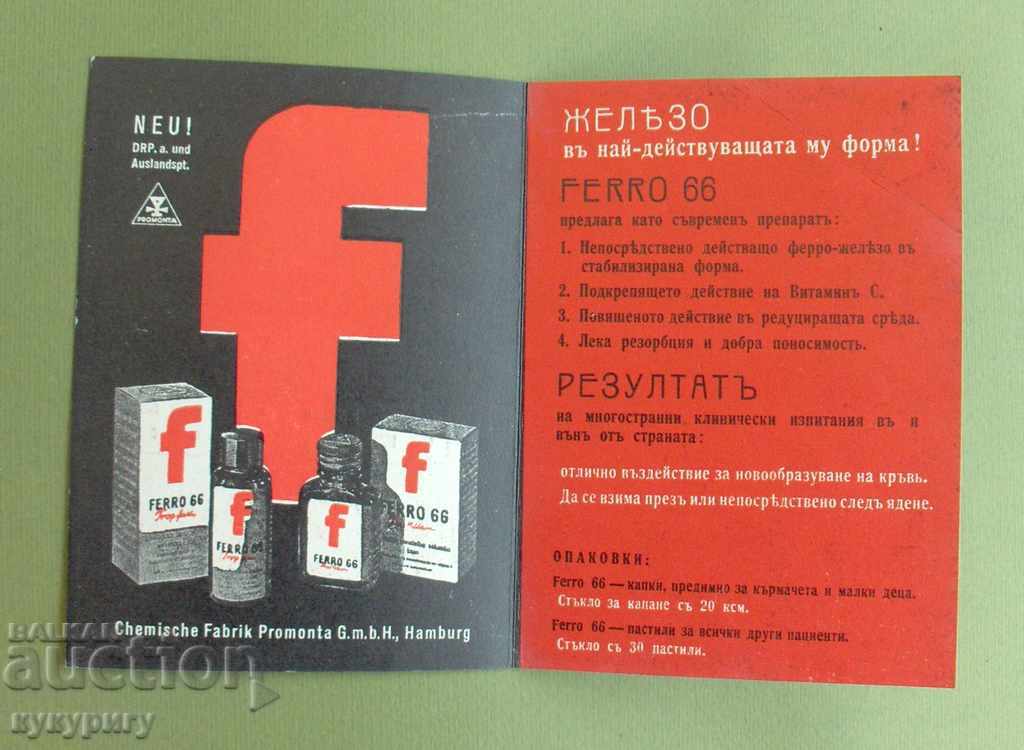 NEU!
DRP. a. und
Auslandspt.
PROMONTA
f
f
FERRO 66
Tropfen
f
FERRO 66
Tropfen
f
FERRO 66
f
FERRO 66
Chemische Fabrik Promonta G.m.b.H., Hamburg
ЖЕЛѢЗО
въ най-действуващата му форма!
FERRO 66
предлага като съвременъ препаратъ:
1. Непосрѣдствено действащо ферро-желѣзо въ
стабилизирана форма.
2. Подкрепящето действие на Витаминъ C.
3. Повишеното действие въ редуциращата срѣда.
4. Лека резорбция и добра поносимость.
РЕЗУЛТАТЪ
на многостранни клинически изпитания въ и
вънъ отъ страната:
отлично въздействие за новообразуване на кръвь.
Да се взима презъ или непосрѣдствено следъ ядене.
ОПАКОВКИ:
Ferro 66 — капки, предимно за кърмачета и малки деца.
Стъкло за капане съ 20 ксм.
Ferro 66 — пастили за всички други пациенти.
Стъкло съ 30 пастили.
БАЛКАН
auction
кукуригу